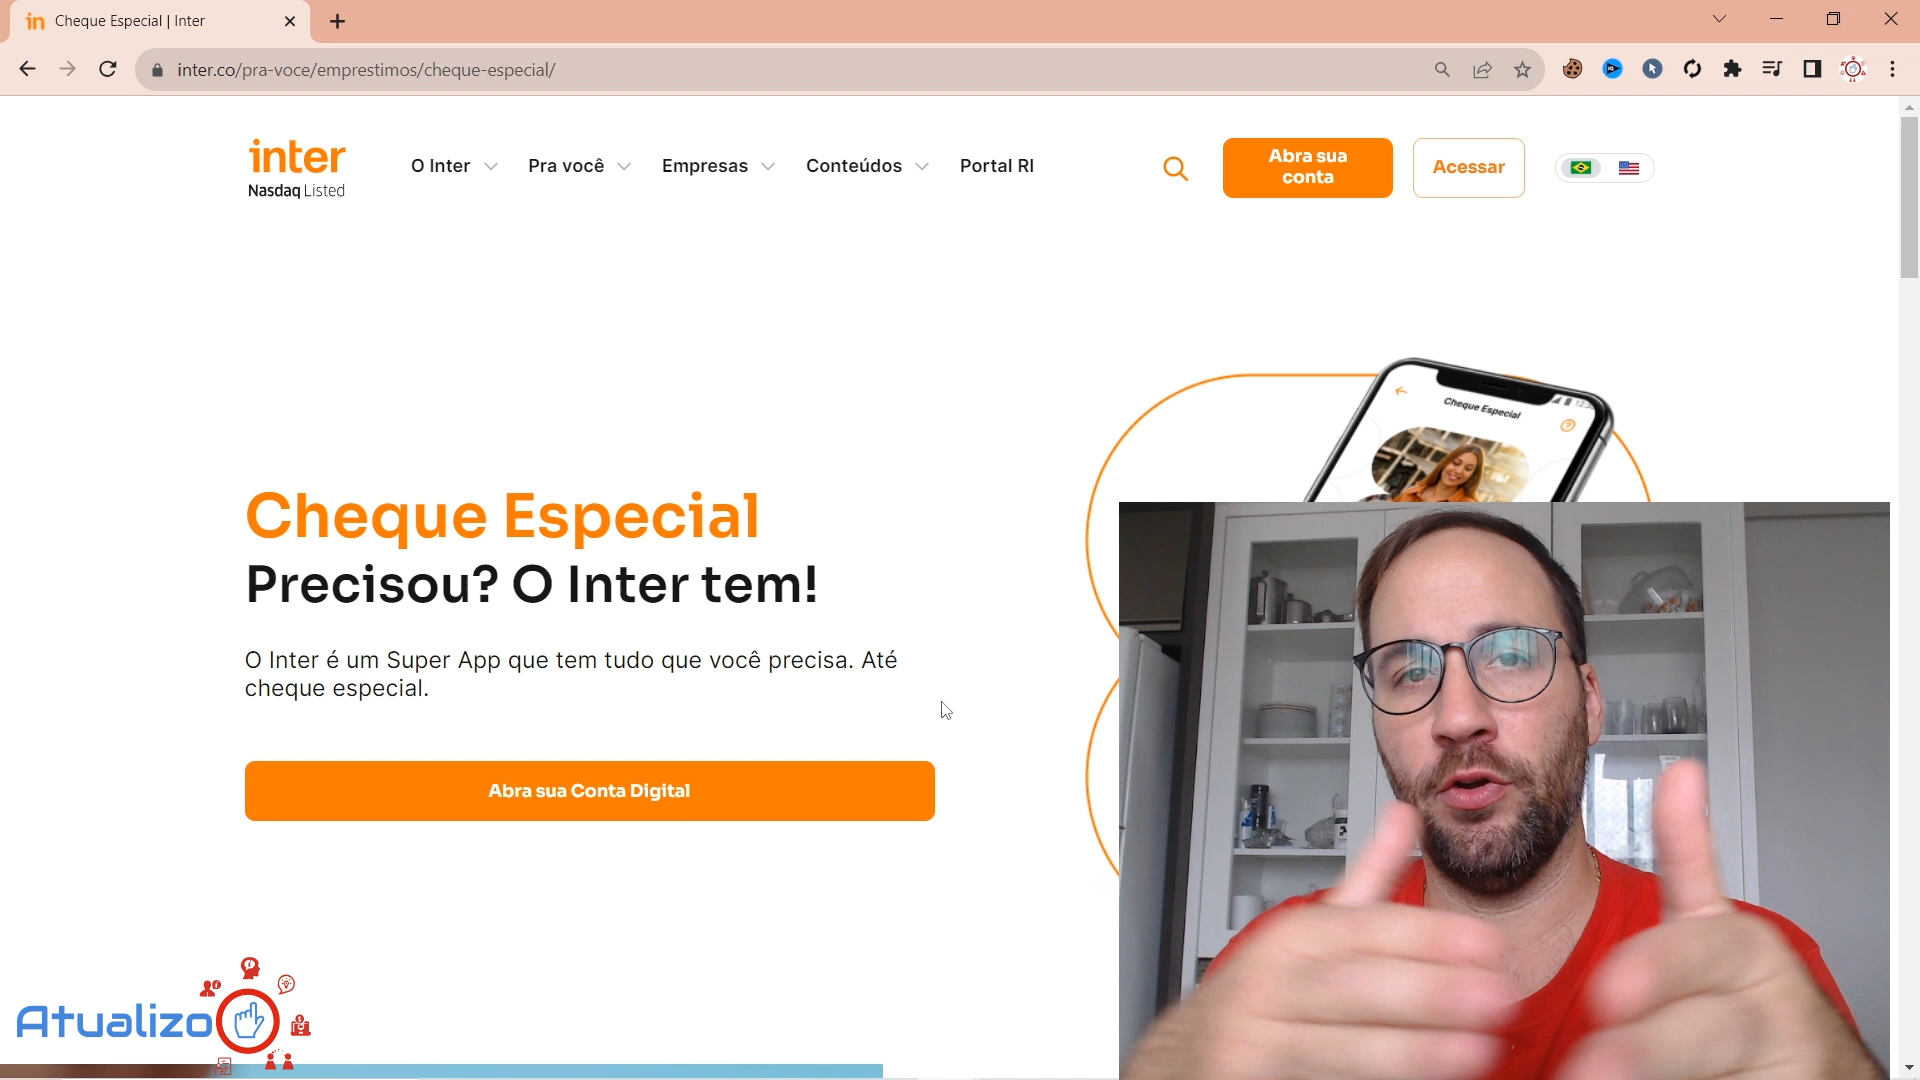 Cheque Especial | Inter
inter.co/pra-voce/emprestimos/cheque-especial/
inter
Nasdaq Listed
O Inter
Pra você
Empresas
Conteúdos
Portal RI
Abra sua
conta
Acessar
Cheque Especial
Cheque Especial
Precisou? O Inter tem!
O Inter é um Super App que tem tudo que você precisa. Até
cheque especial.
Abra sua Conta Digital
Atualizo